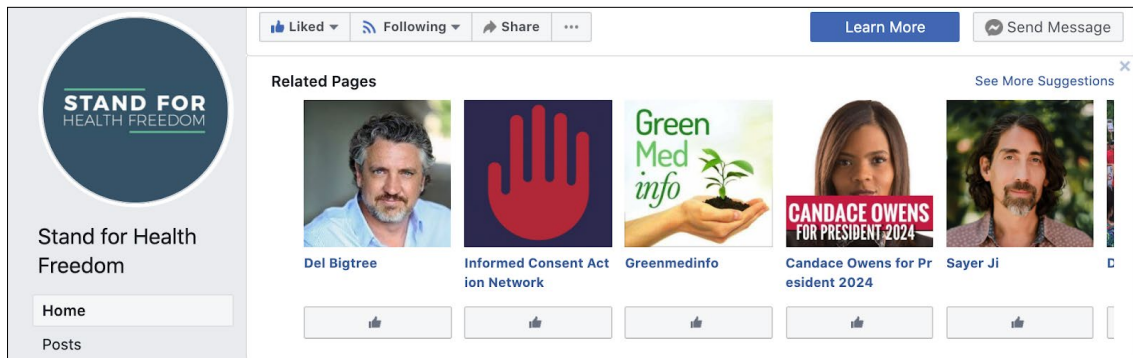 Liked
Following
Share
...
Learn More
Send Message
STAND FOR
HEALTH FREEDOM
Stand for Health
Freedom
Home
Posts
Related Pages
See More Suggestions
Green
Med
info
CANDACE OWENS
FOR PRESIDENT 2024
Del Bigtree
Informed Consent Act
ion Network
Greenmedinfo
Candace Owens for Pr
esident 2024
Sayer Ji